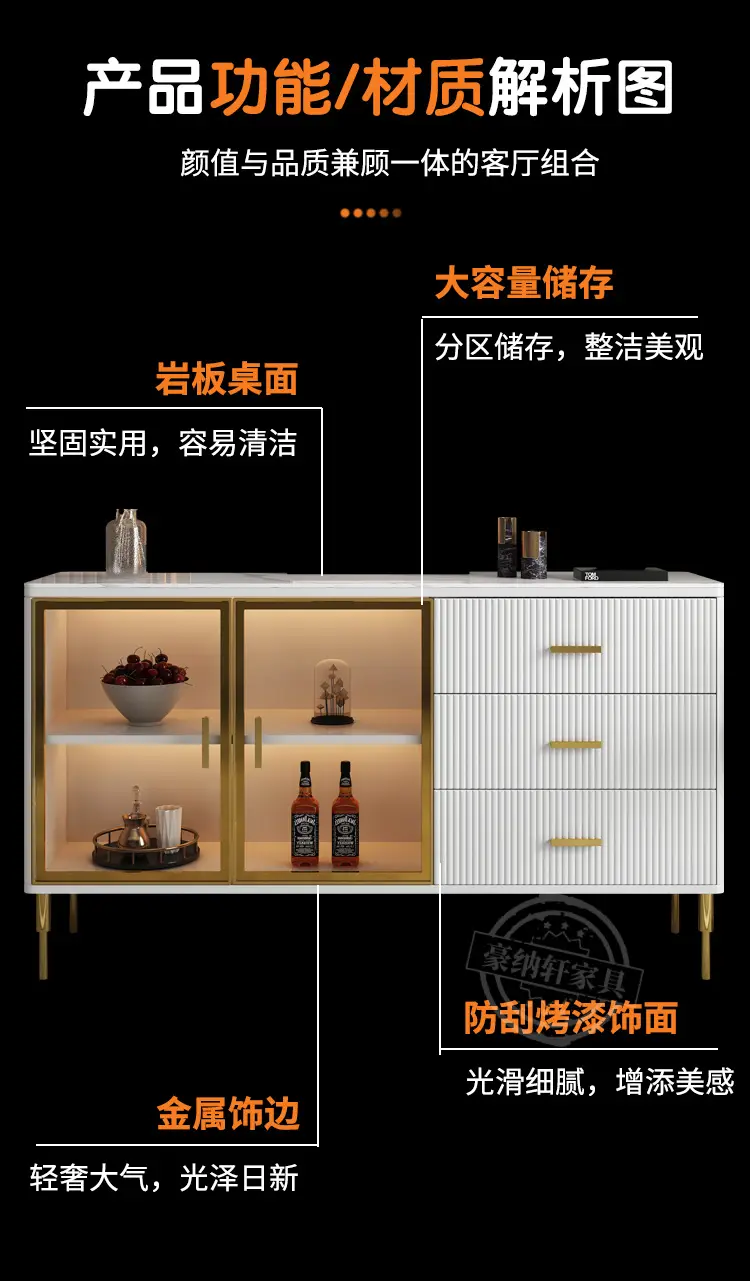 产品功能/材质解析图
颜值与品质兼顾一体的客厅组合
大容量储存
分区储存，整洁美观
岩板桌面
坚固实用，容易清洁
TOM
FORD
豪纳轩家具
防刮烤漆饰面
光滑细腻，增添美感
金属饰边
轻奢大气，光泽日新